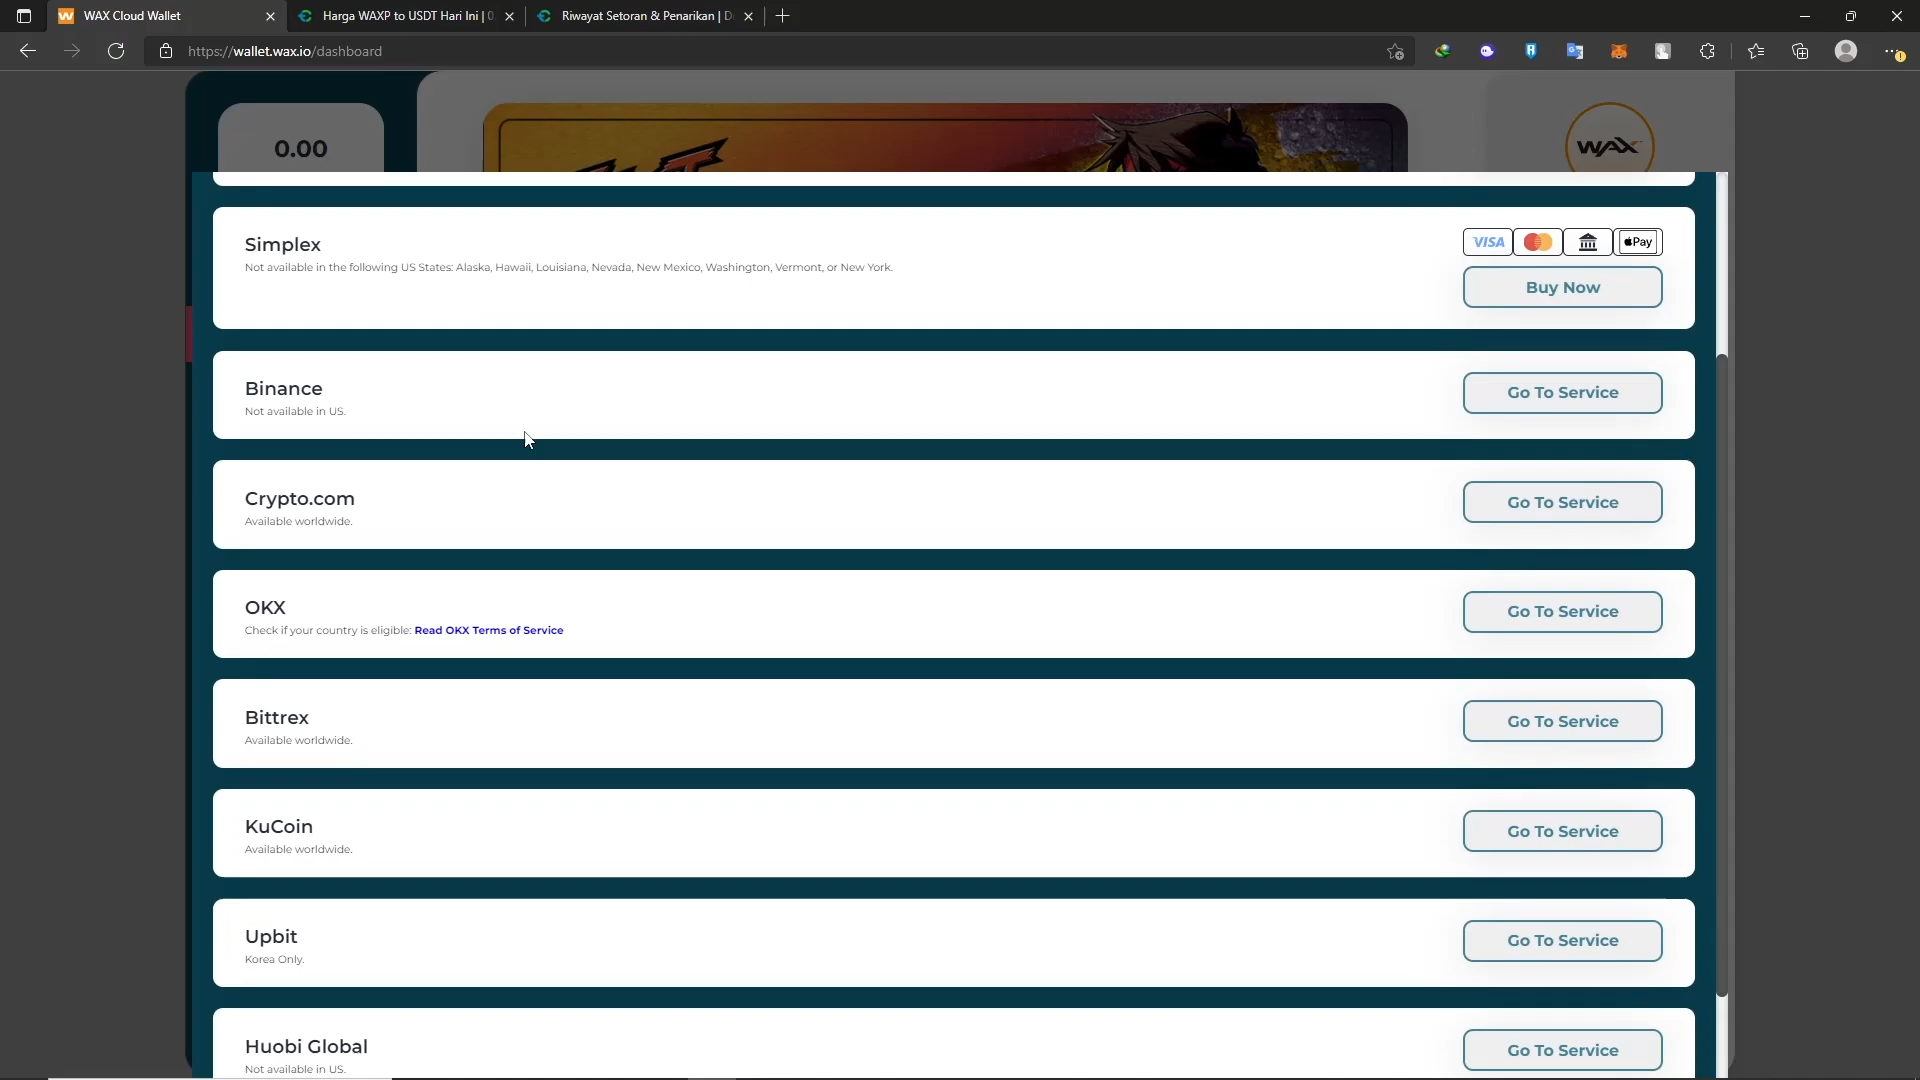 WAX Cloud Wallet
Harga WAXP to USDT Hari Ini | 0
Riwayat Setoran & Penarikan | D
https://wallet.wax.io/dashboard
0.00
WAX
Simplex
Not available in the following US States: Alaska, Hawaii, Louisiana, Nevada, New Mexico, Washington, Vermont, or New York.
VISA
Pay
Buy Now
Binance
Not available in US.
Go To Service
Crypto.com
Available worldwide.
Go To Service
OKX
Check if your country is eligible: Read OKX Terms of Service
Go To Service
Bittrex
Available worldwide.
Go To Service
KuCoin
Available worldwide.
Go To Service
Upbit
Korea Only.
Go To Service
Huobi Global
Not available in US.
Go To Service